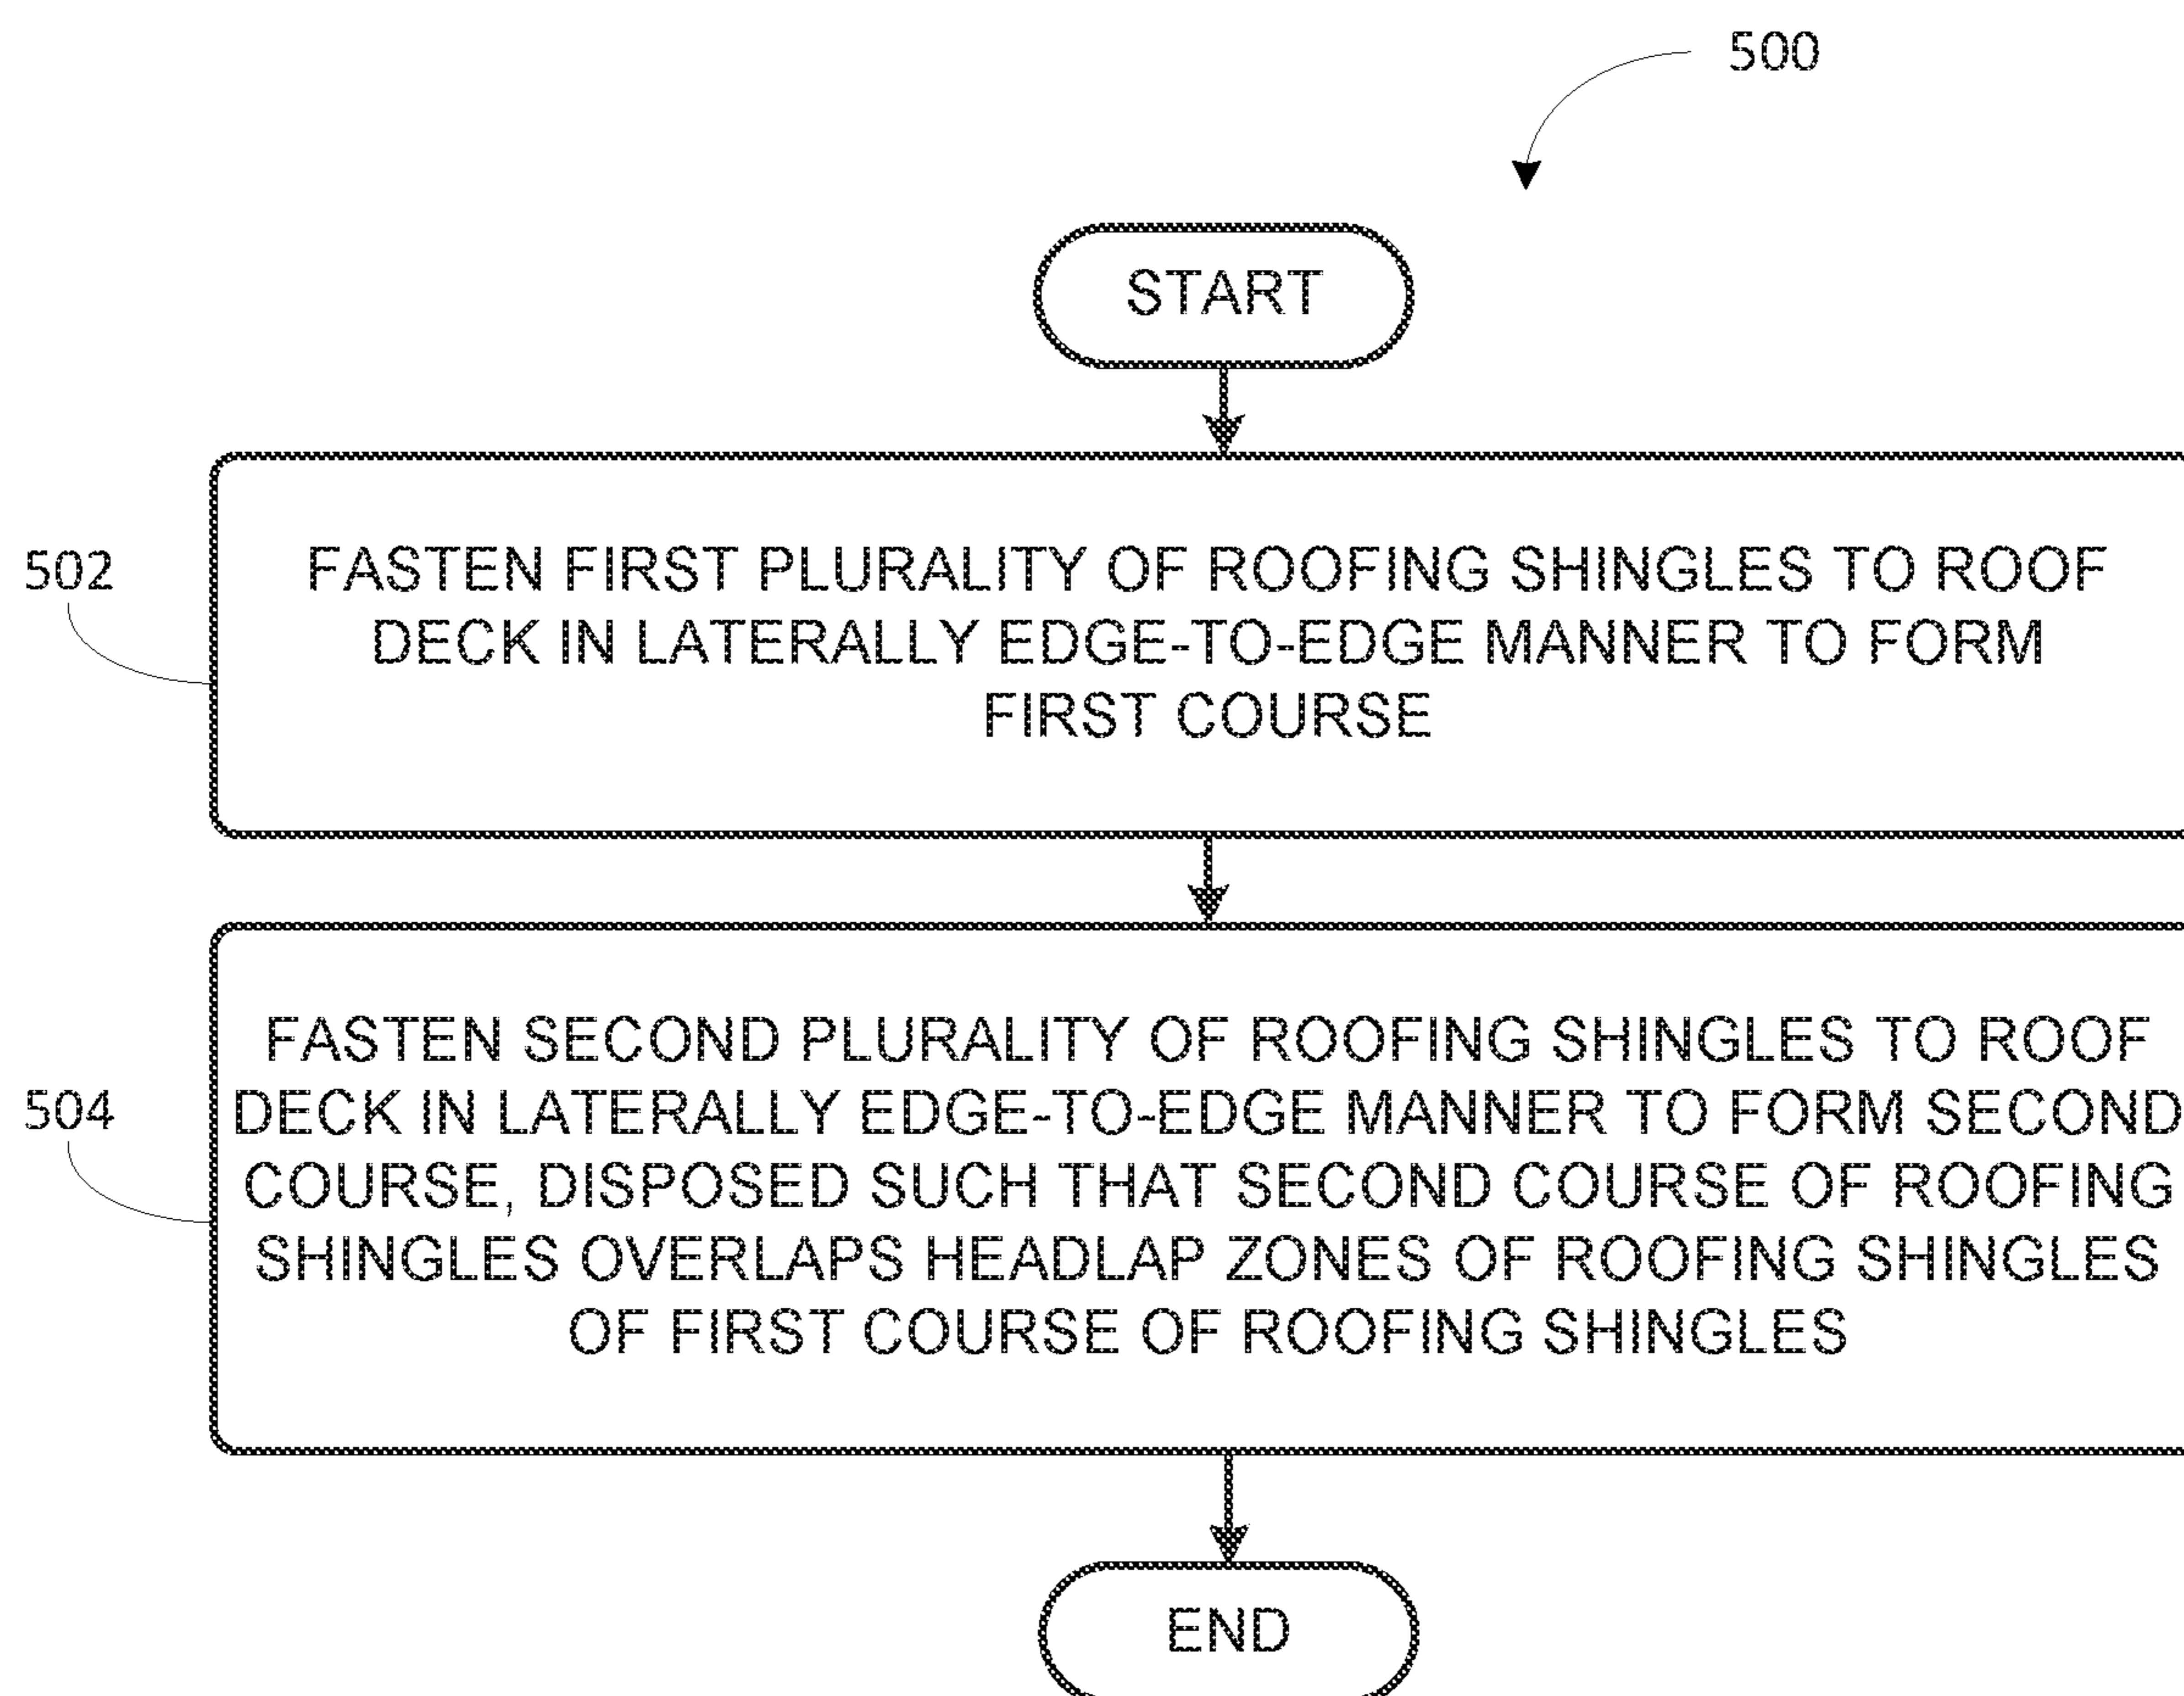 500
START
502
FASTEN FIRST PLURALITY OF ROOFING SHINGLES TO ROOF
DECK IN LATERALLY EDGE-TO-EDGE MANNER TO FORM
FIRST COURSE
504
FASTEN SECOND PLURALITY OF ROOFING SHINGLES TO ROOF
DECK IN LATERALLY EDGE-TO-EDGE MANNER TO FORM SECOND
COURSE, DISPOSED SUCH THAT SECOND COURSE OF ROOFING
SHINGLES OVERLAPS HEADLAP ZONES OF ROOFING SHINGLES
OF FIRST COURSE OF ROOFING SHINGLES
END